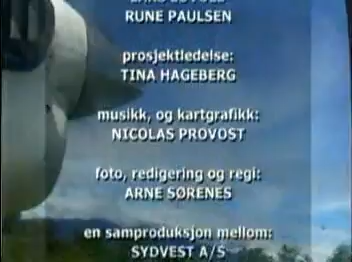 RUNE PAULSEN
prosjektledelse:
TINA HAGEBERG
musikk, og kartgrafikk:
NICOLAS PROVOST
foto, redigering og regi:
ARNE SØRENES
en samproduksjon mellom:
SYDVEST A/S